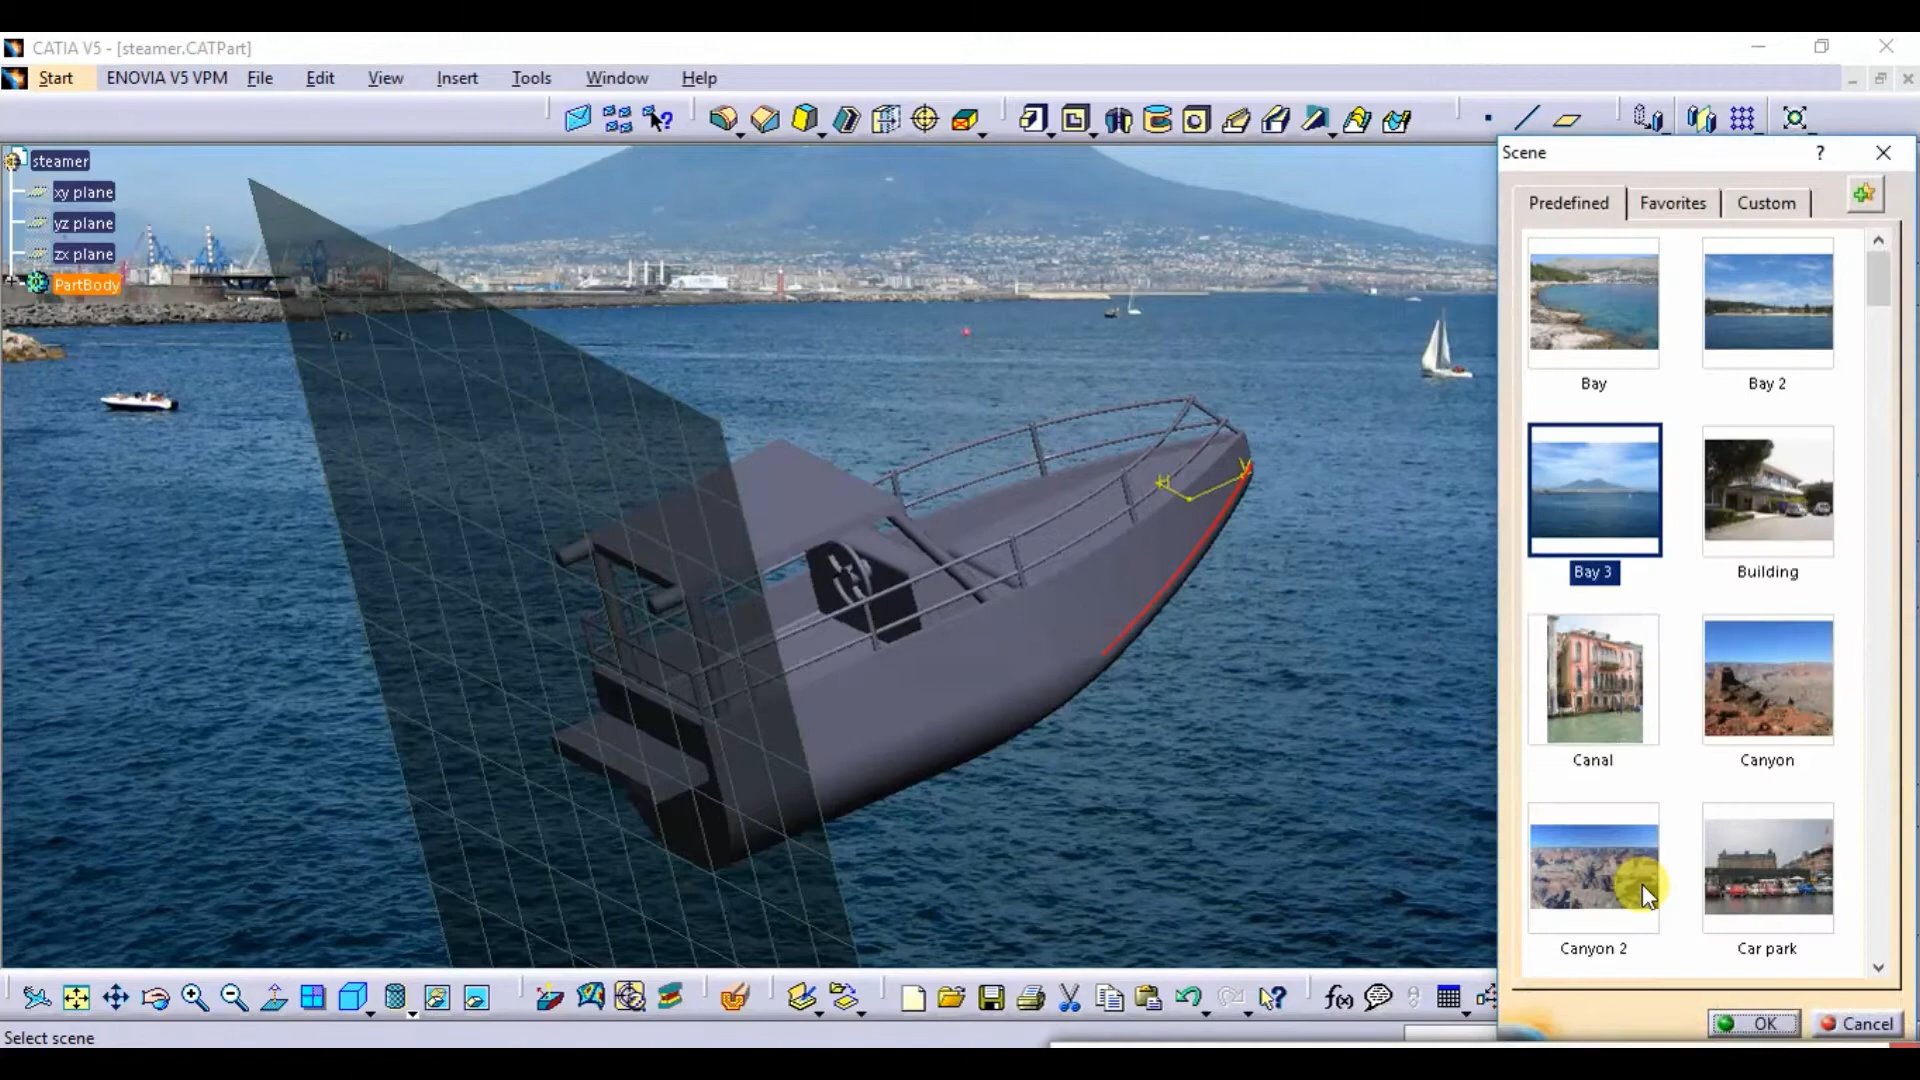 CATIA V5 - [steamer.CATPart]
Start ENOVIA V5 VPM File Edit View Insert Tools Window Help
steamer
xy plane
yz plane
zx plane
PartBody
H
V
Scene ?
Predefined Favorites Custom
Bay Bay 2
Bay 3 Building
Canal Canyon
Canyon 2 Car park
f(x)
OK Cancel
Select scene